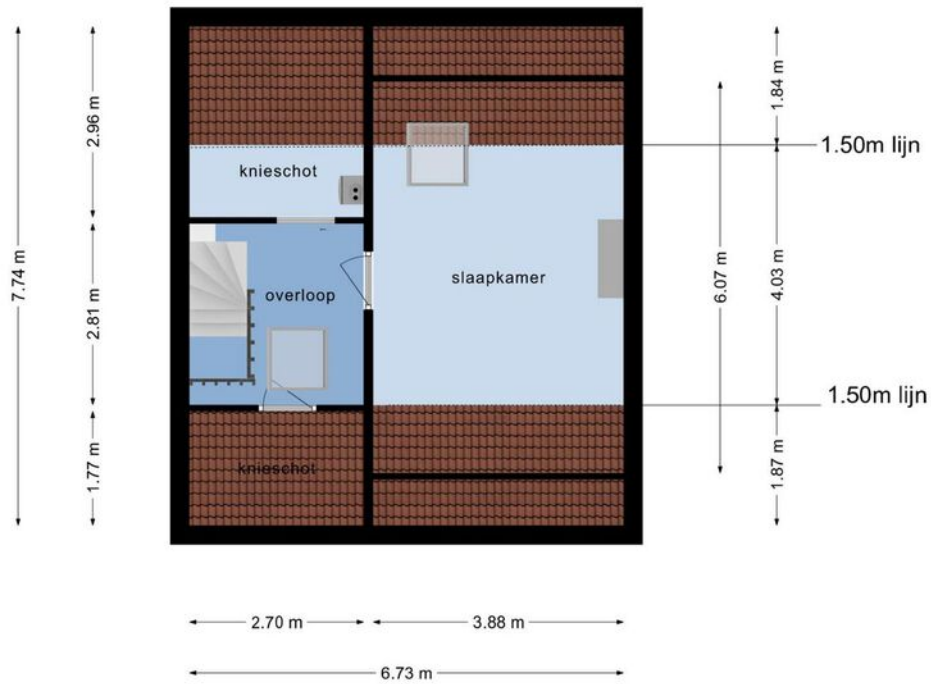 1.84 m
2.96 m
1.50m lijn
knieschot
7.74 m
6.07 m
4.03 m
slaapkamer
2.81 m
overloop
1.50m lijn
1.77 m
knieschot
1.87 m
2.70 m
3.88 m
6.73 m